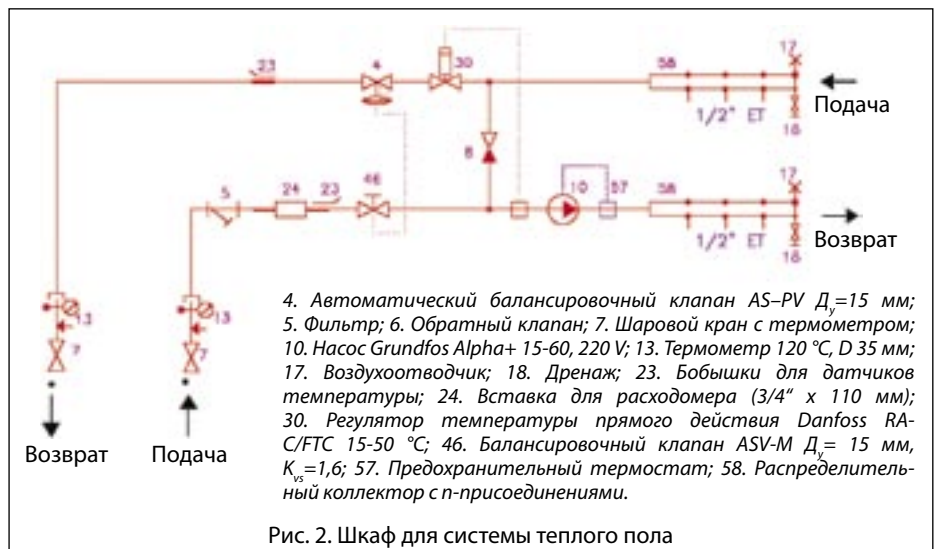 23
4
30
58
17
Подача
1/2" ET
18
6
5
24
23
46
10
57
58
17
1/2" ET
18
Возврат
13
7
13
7
Возврат
Подача
4. Автоматический балансировочный клапан AS–PV Ду=15 мм;
5. Фильтр; 6. Обратный клапан; 7. Шаровой кран с термометром;
10. Насос Grundfos Alpha+ 15-60, 220 V; 13. Термометр 120 °C, D 35 мм;
17. Воздухоотводчик; 18. Дренаж; 23. Бобышки для датчиков
температуры; 24. Вставка для расходомера (3/4“ x 110 мм);
30. Регулятор температуры прямого действия Danfoss RA-
C/FTC 15-50 °C; 46. Балансировочный клапан ASV-M Ду= 15 мм,
Kvs=1,6; 57. Предохранительный термостат; 58. Распределитель-
ный коллектор с n-присоединениями.
Рис. 2. Шкаф для системы теплого пола